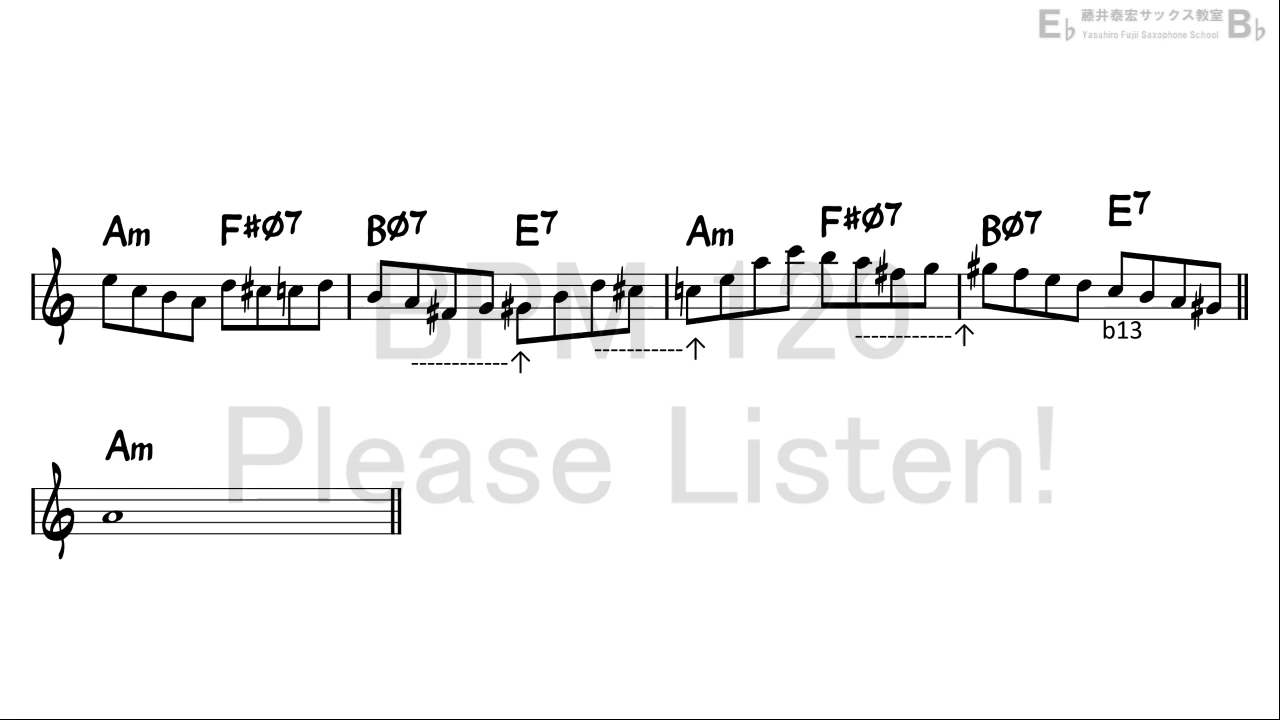 E♭ 藤井泰宏サックス教室 B♭
Yasuhiro Fujii Saxophone School
Am F#ø7 Bø7 E7 Am F#ø7 Bø7 E7
BPM 120
b13
Please Listen!
Am